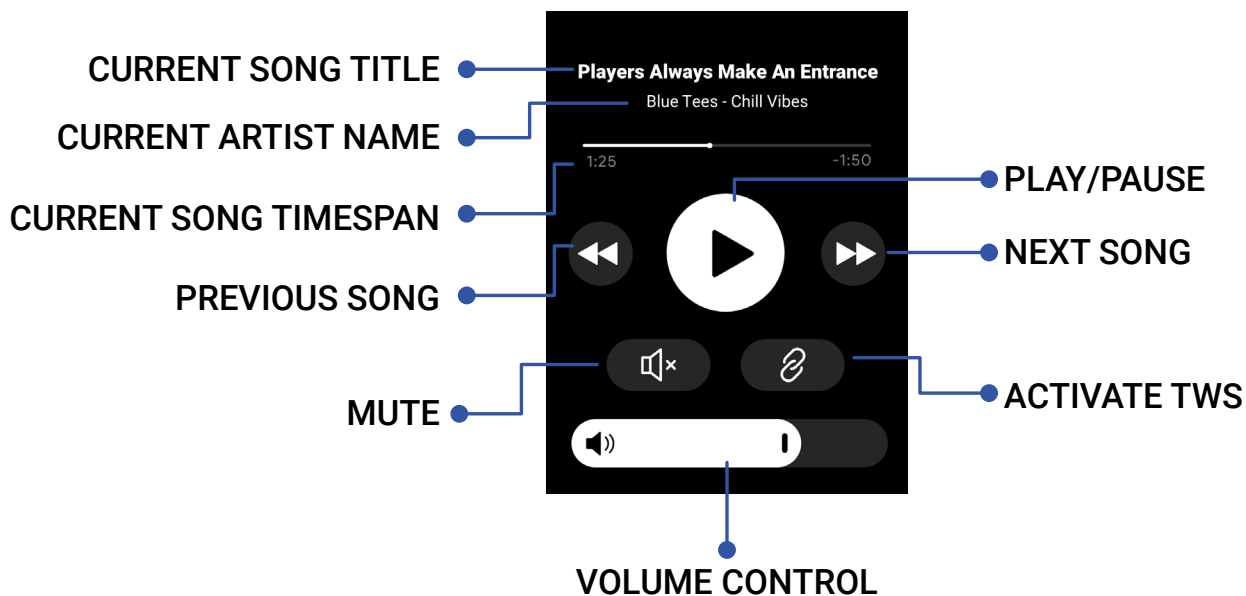 CURRENT SONG TITLE
CURRENT ARTIST NAME
CURRENT SONG TIMESPAN
PREVIOUS SONG
MUTE
Players Always Make An Entrance
Blue Tees - Chill Vibes
1:25
-1:50
PLAY/PAUSE
NEXT SONG
ACTIVATE TWS
VOLUME CONTROL